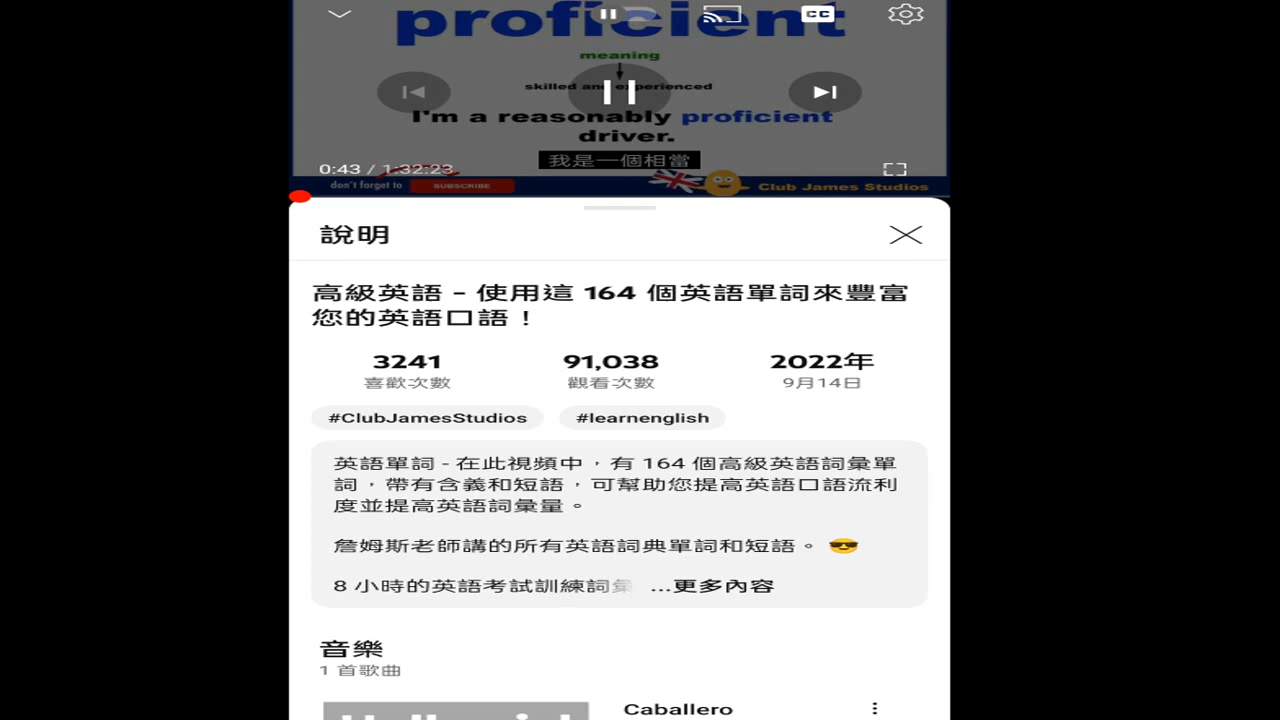 proficient
CC
meaning
skilled and experienced
I'm a reasonably proficient
driver.
我是一個相當
0:43 / 1:32:23
don't forget to SUBSCRIBE
Club James Studios
說明
高級英語 - 使用這 164 個英語單詞來豐富
您的英語口語！
3241 91,038 2022年
喜歡次數 觀看次數 9月14日
#ClubJamesStudios #learnenglish
英語單詞 - 在此視頻中，有 164 個高級英語詞彙單
詞，帶有含義和短語，可幫助您提高英語口語流利
度並提高英語詞彙量。
詹姆斯老師講的所有英語詞典單詞和短語。 😎
8 小時的英語考試訓練詞彙 ...更多內容
音樂
1 首歌曲
Caballero